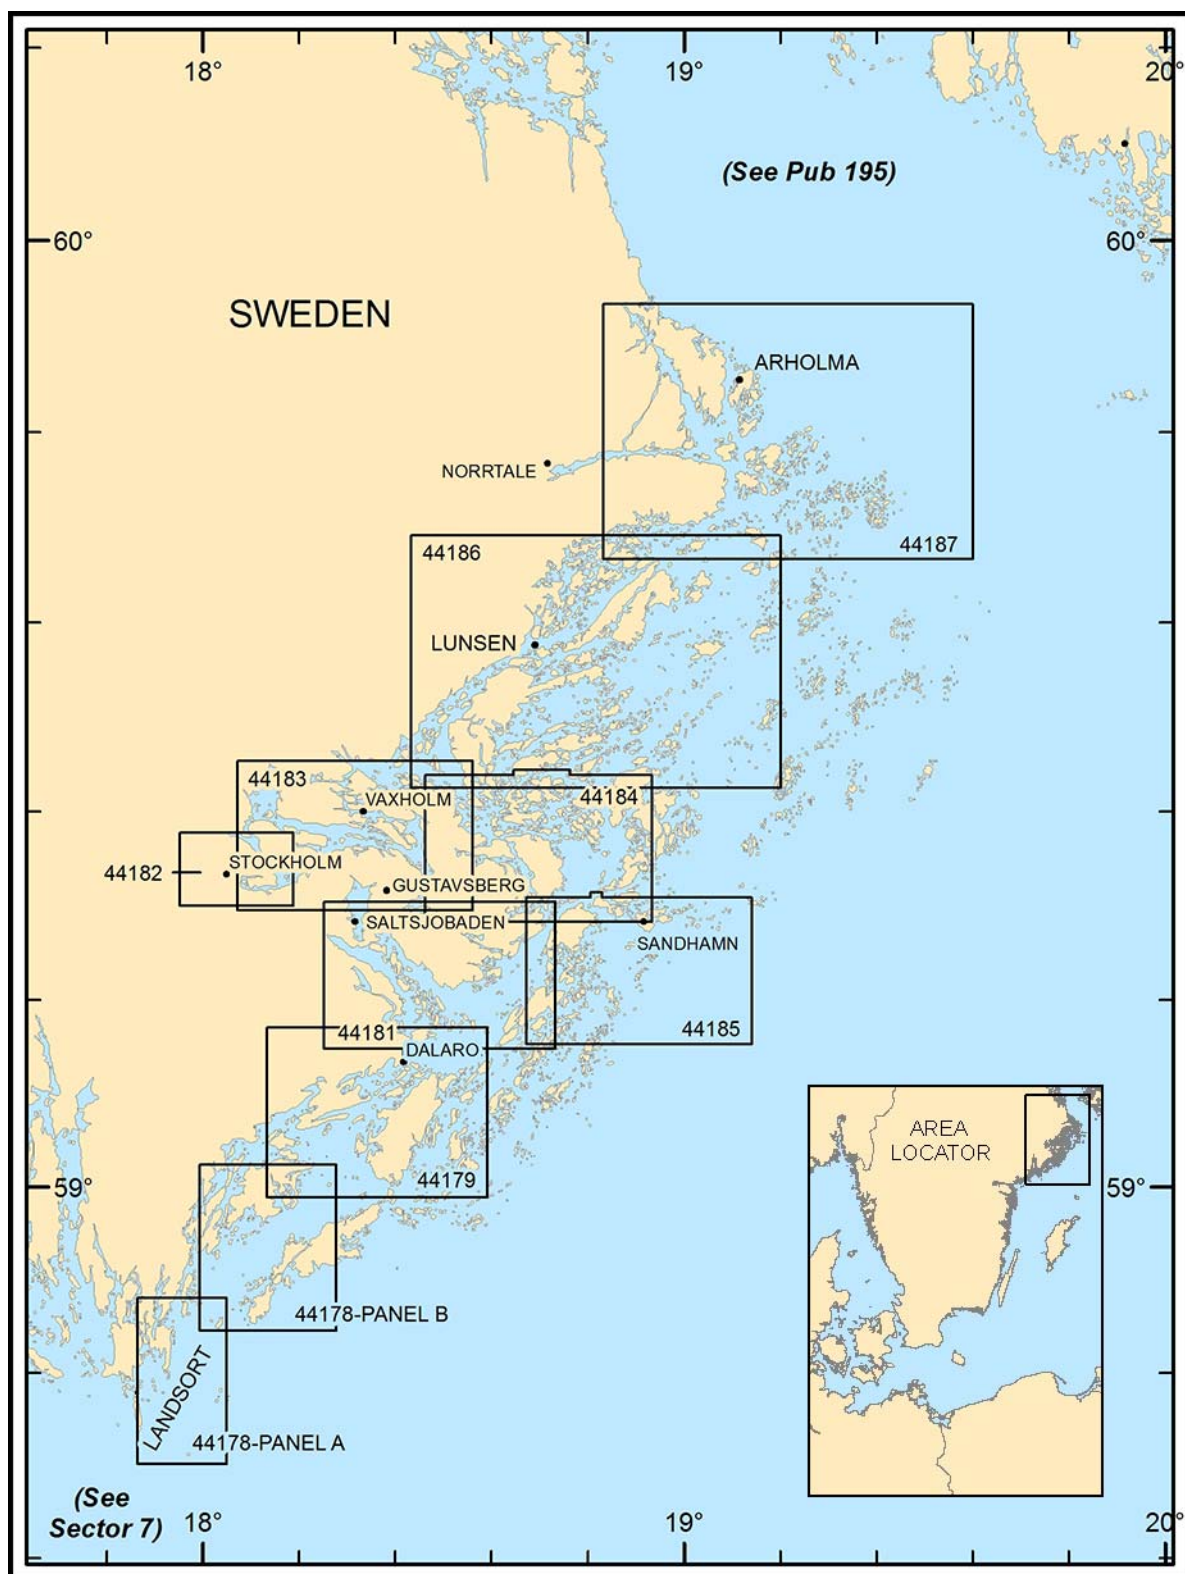 18°
19°
20°
(See Pub 195)
60°
60°
SWEDEN
ARHOLMA
NORRTALE
44186
44187
LUNSEN
44183
VAXHOLM
44184
STOCKHOLM
44182
GUSTAVSBERG
SALTSJOBADEN
SANDHAMN
44181
44185
DALARO
AREA
LOCATOR
44179
59°
59°
44178-PANEL B
LANDSORT
44178-PANEL A
(See
Sector 7)
18°
19°
20°